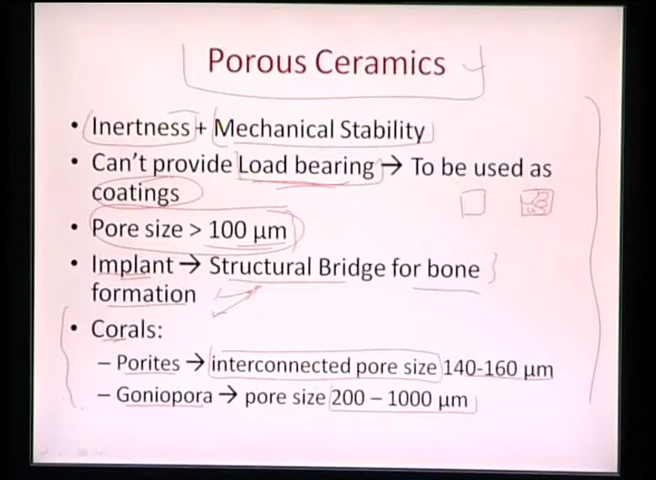 Porous Ceramics
• Inertness + Mechanical Stability
• Can't provide Load bearing → To be used as
coatings
• Pore size > 100 µm
• Implant → Structural Bridge for bone
formation
• Corals:
– Porites → interconnected pore size 140-160 µm
– Goniopora → pore size 200 – 1000 µm